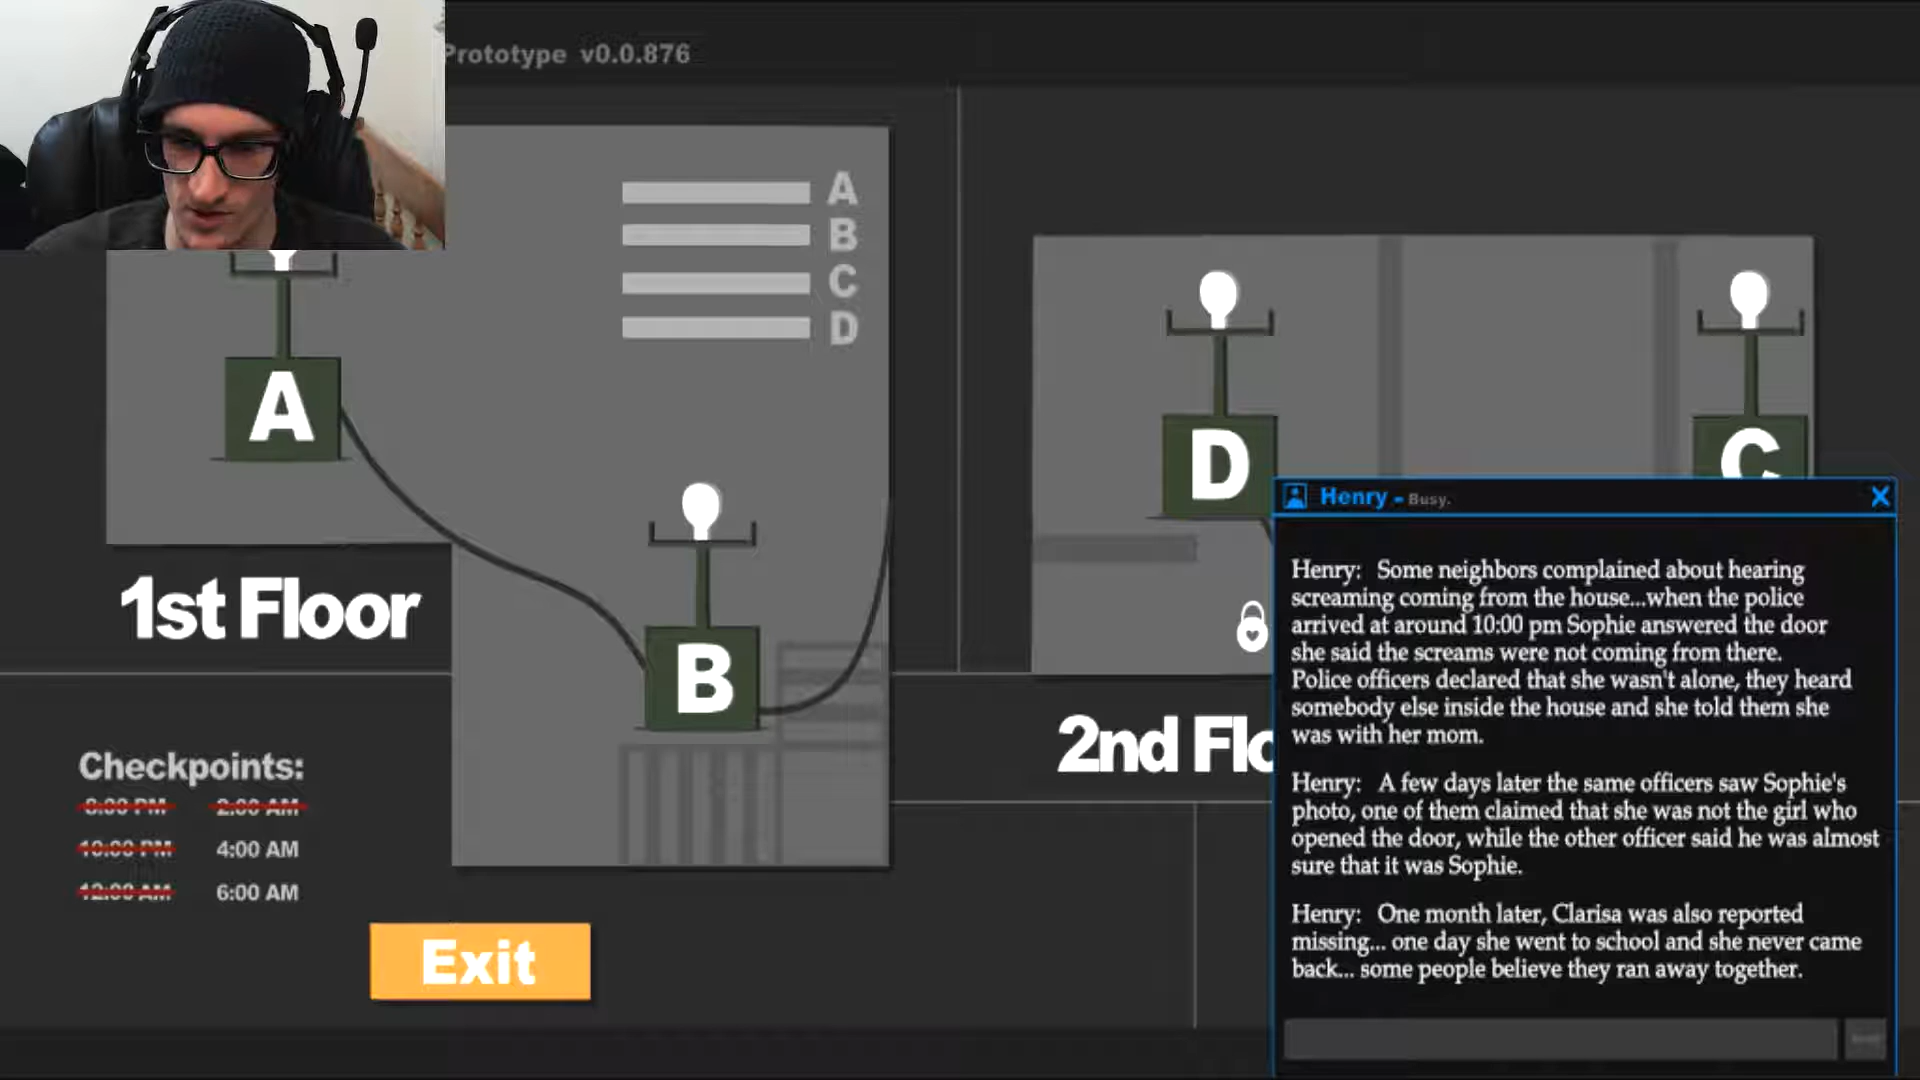 Prototype v0.0.876
A
B
C
D
A
B
D
C
1st Floor
2nd Flo
Checkpoints:
8:00 PM 2:00 AM
10:00 PM 4:00 AM
12:00 AM 6:00 AM
Exit
Henry - Busy.
Henry: Some neighbors complained about hearing
screaming coming from the house...when the police
arrived at around 10:00 pm Sophie answered the door
she said the screams were not coming from there.
Police officers declared that she wasn't alone, they heard
somebody else inside the house and she told them she
was with her mom.
Henry: A few days later the same officers saw Sophie's
photo, one of them claimed that she was not the girl who
opened the door, while the other officer said he was almost
sure that it was Sophie.
Henry: One month later, Clarisa was also reported
missing... one day she went to school and she never came
back... some people believe they ran away together.